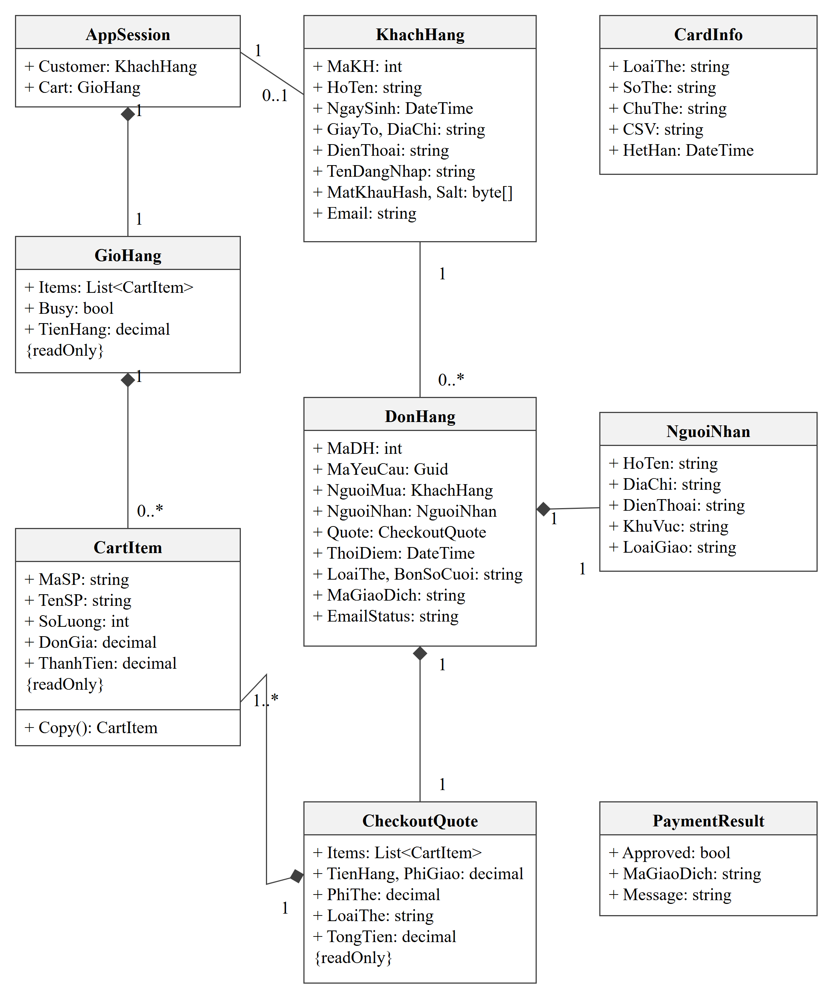 AppSession
+ Customer: KhachHang
+ Cart: GioHang
1
0..1
KhachHang
+ MaKH: int
+ HoTen: string
+ NgaySinh: DateTime
+ GiayTo, DiaChi: string
+ DienThoai: string
+ TenDangNhap: string
+ MatKhauHash, Salt: byte[]
+ Email: string
CardInfo
+ LoaiThe: string
+ SoThe: string
+ ChuThe: string
+ CSV: string
+ HetHan: DateTime
1
1
GioHang
+ Items: List<CartItem>
+ Busy: bool
+ TienHang: decimal
{readOnly}
1
0..*
1
0..*
DonHang
+ MaDH: int
+ MaYeuCau: Guid
+ NguoiMua: KhachHang
+ NguoiNhan: NguoiNhan
+ Quote: CheckoutQuote
+ ThoiDiem: DateTime
+ LoaiThe, BonSoCuoi: string
+ MaGiaoDich: string
+ EmailStatus: string
1
1
NguoiNhan
+ HoTen: string
+ DiaChi: string
+ DienThoai: string
+ KhuVuc: string
+ LoaiGiao: string
CartItem
+ MaSP: string
+ TenSP: string
+ SoLuong: int
+ DonGia: decimal
+ ThanhTien: decimal
{readOnly}
+ Copy(): CartItem
1..*
1
1
1
CheckoutQuote
+ Items: List<CartItem>
+ TienHang, PhiGiao: decimal
+ PhiThe: decimal
+ LoaiThe: string
+ TongTien: decimal
{readOnly}
PaymentResult
+ Approved: bool
+ MaGiaoDich: string
+ Message: string